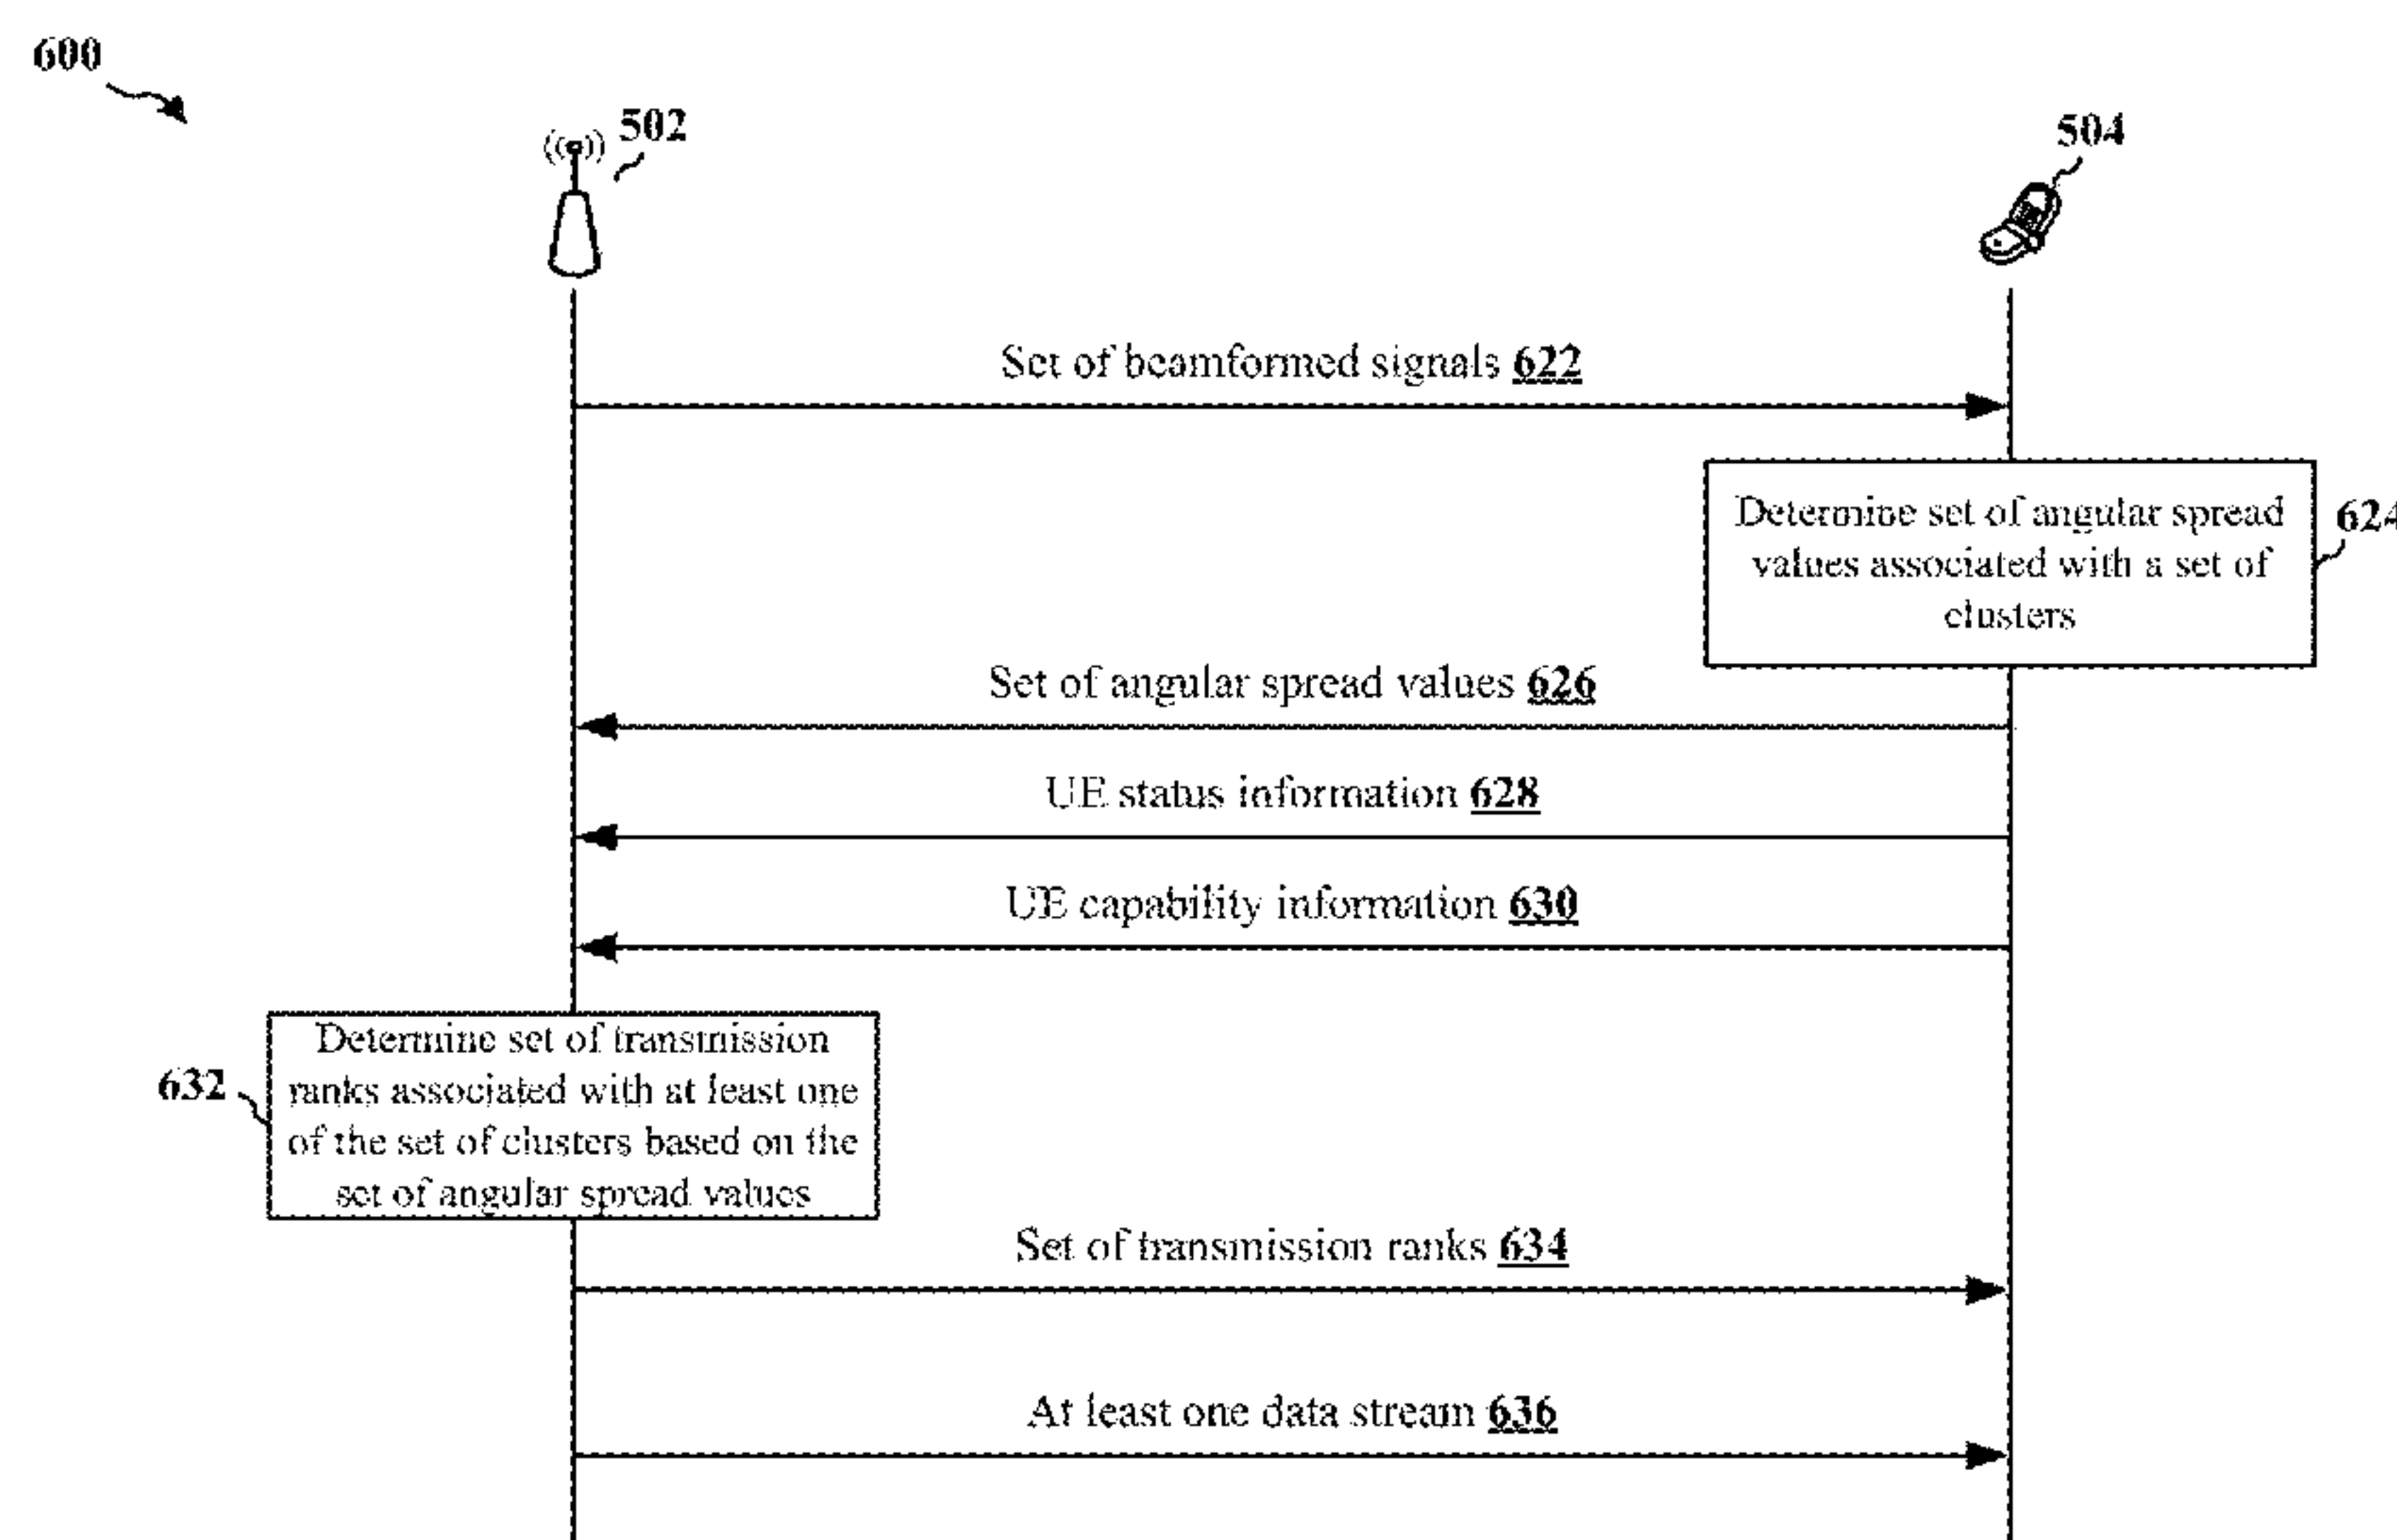 600
502
504
Set of beamformed signals 622
Determine set of angular spread
values associated with a set of
clusters
624
Set of angular spread values 626
UE status information 628
UE capability information 630
Determine set of transmission
ranks associated with at least one
of the set of clusters based on the
set of angular spread values
632
Set of transmission ranks 634
At least one data stream 636